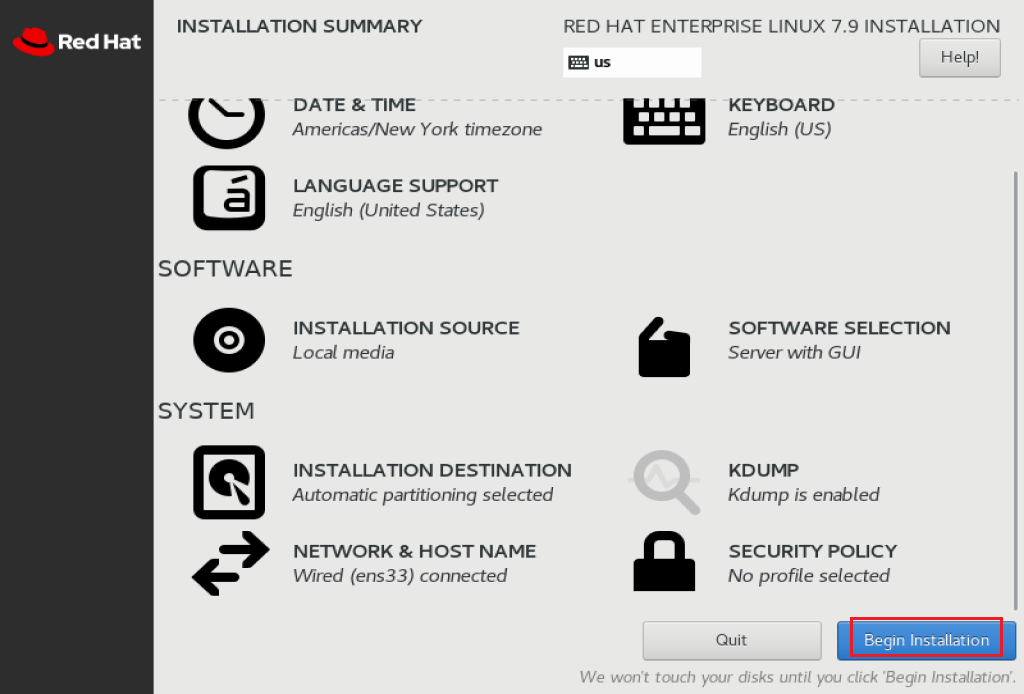 Red Hat
INSTALLATION SUMMARY
RED HAT ENTERPRISE LINUX 7.9 INSTALLATION
us
Help!
DATE & TIME
Americas/New York timezone
KEYBOARD
English (US)
á
LANGUAGE SUPPORT
English (United States)
SOFTWARE
INSTALLATION SOURCE
Local media
SOFTWARE SELECTION
Server with GUI
SYSTEM
INSTALLATION DESTINATION
Automatic partitioning selected
KDUMP
Kdump is enabled
NETWORK & HOST NAME
Wired (ens33) connected
SECURITY POLICY
No profile selected
Quit
Begin Installation
We won't touch your disks until you click 'Begin Installation'.